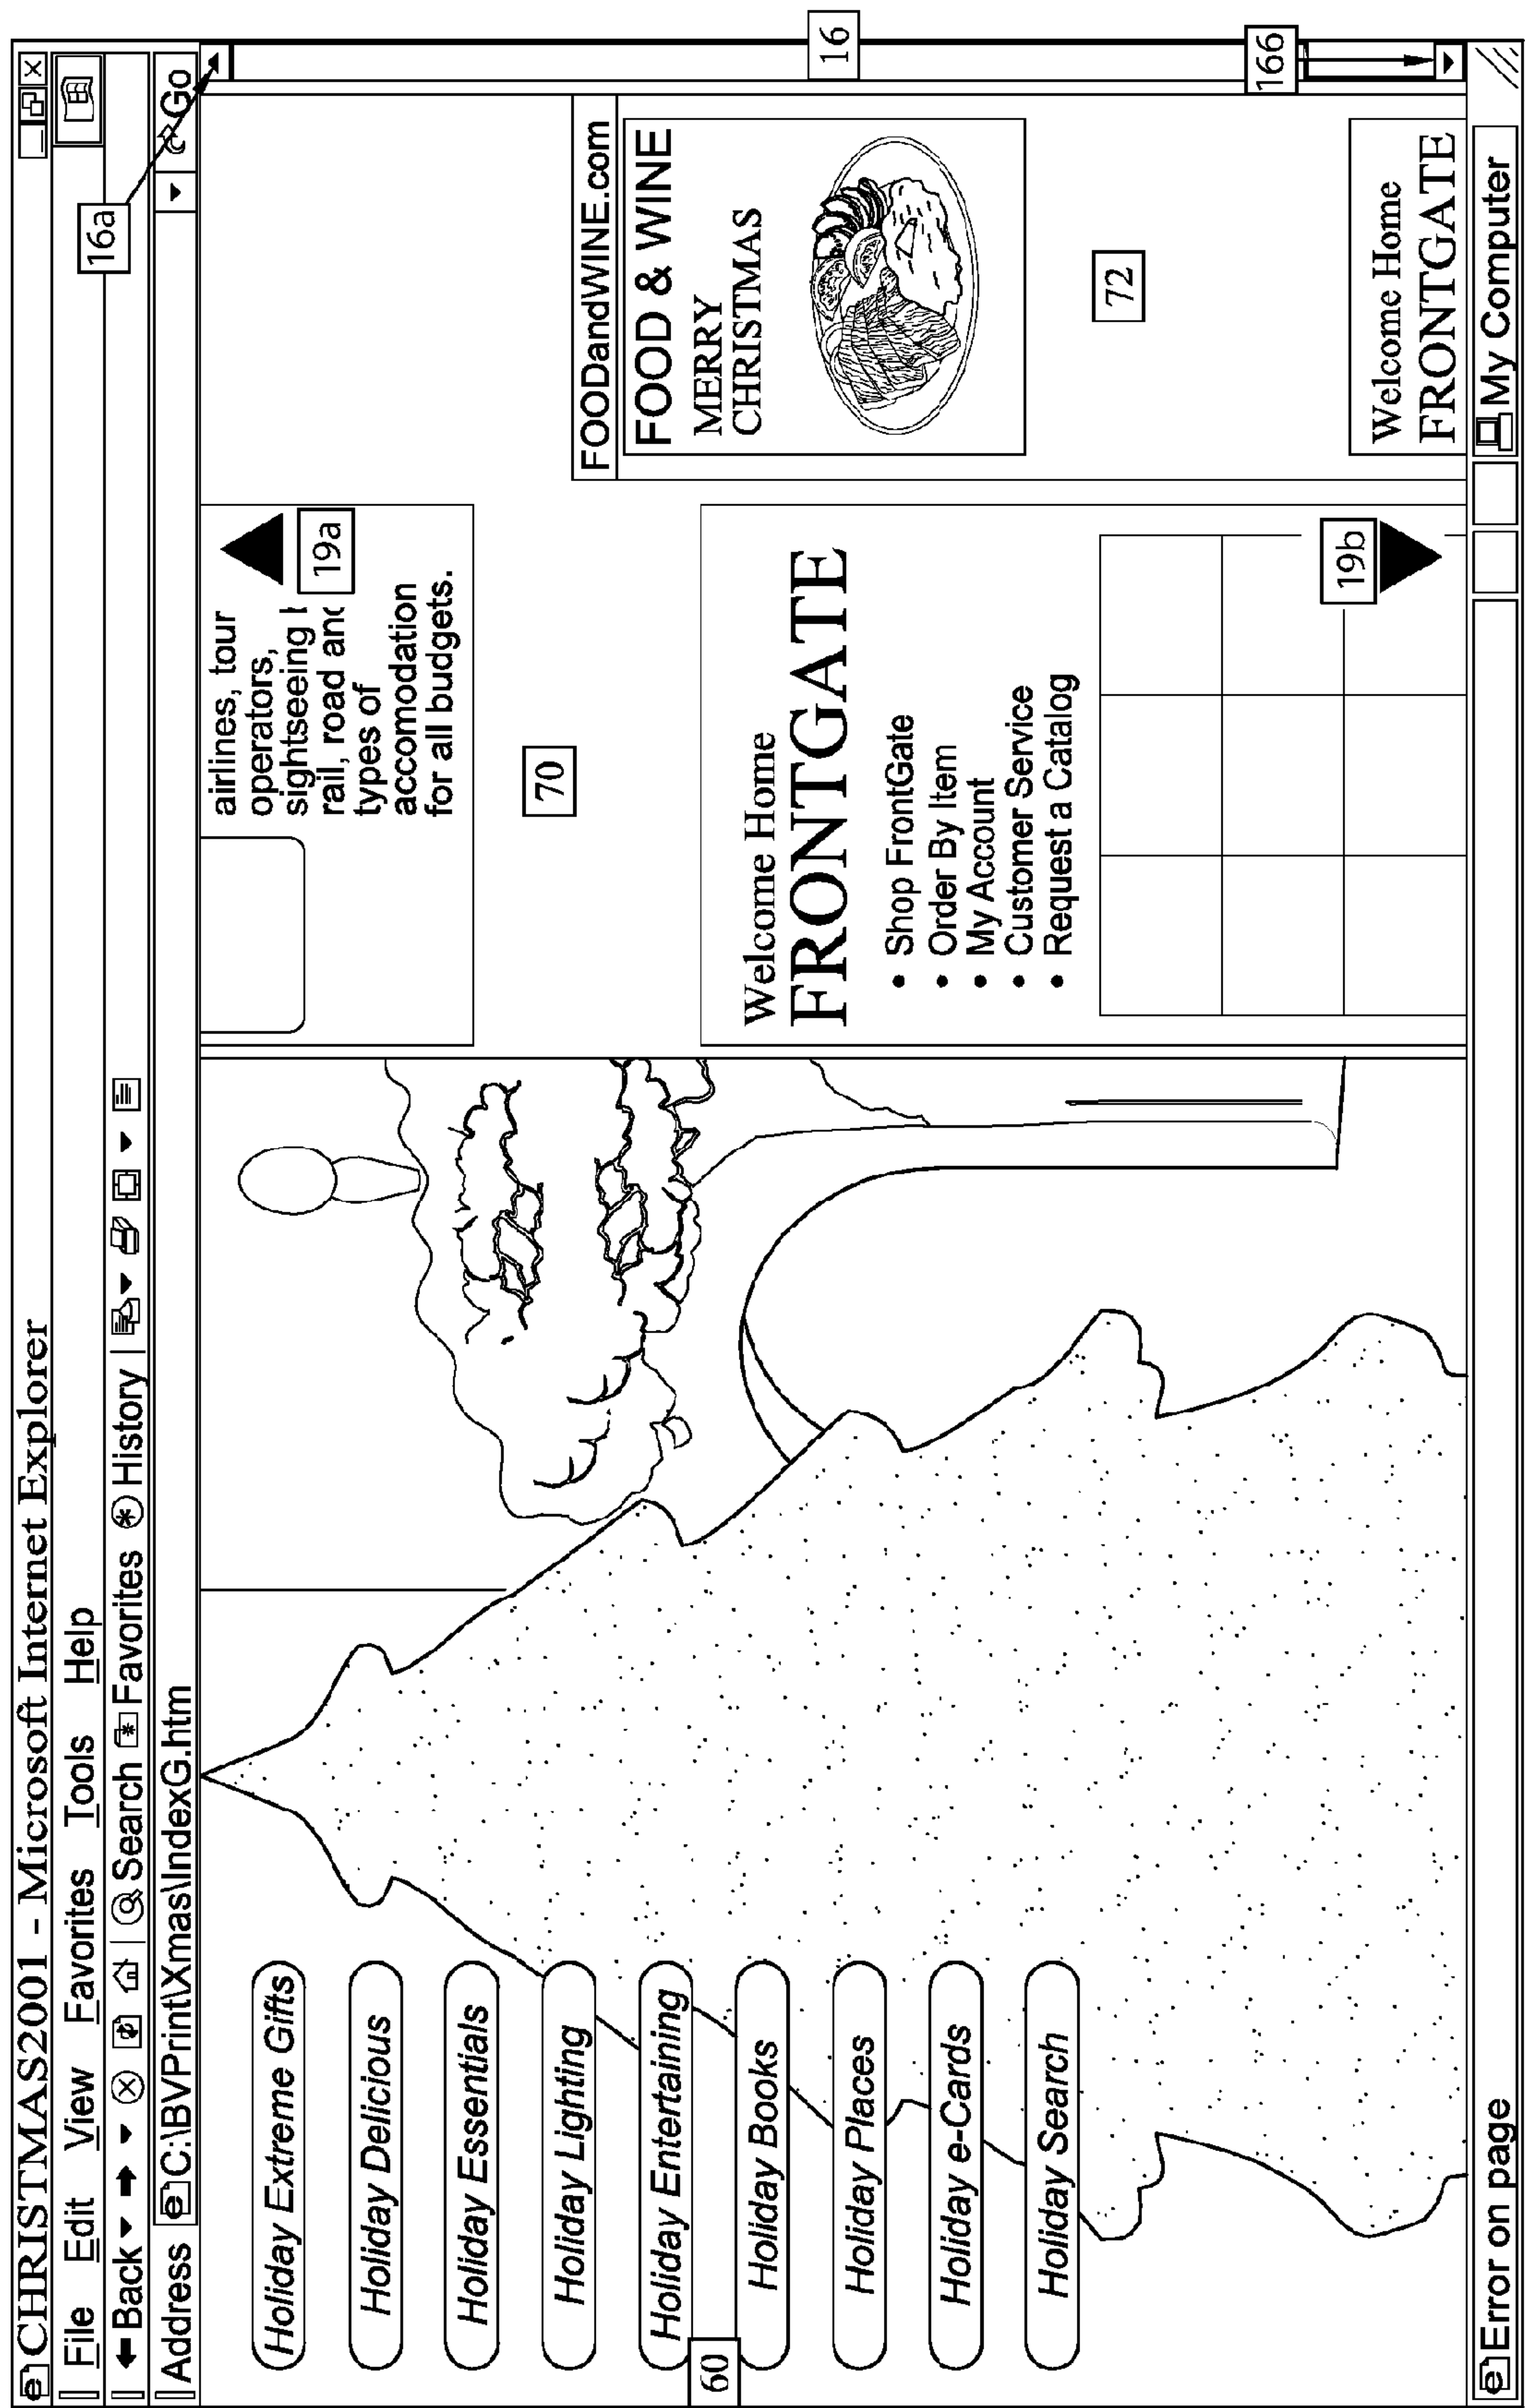 CHRISTMAS2001 - Microsoft Internet Explorer
File Edit View Favorites Tools Help
16a
Back Search Favorites History
Address C:\BVPrint\Xmas\IndexG.htm Go
Holiday Extreme Gifts
Holiday Delicious
Holiday Essentials
Holiday Lighting
Holiday Entertaining
Holiday Books
Holiday Places
Holiday e-Cards
Holiday Search
60
airlines, tour
operators,
sightseeing
rail, road and
types of
accomodation
for all budgets.
19a
70
Welcome Home
FRONTGATE
• Shop FrontGate
• Order By Item
• My Account
• Customer Service
• Request a Catalog
19b
FOODandWINE.com
FOOD & WINE
MERRY
CHRISTMAS
72
Welcome Home
FRONTGATE
16
166
Error on page My Computer